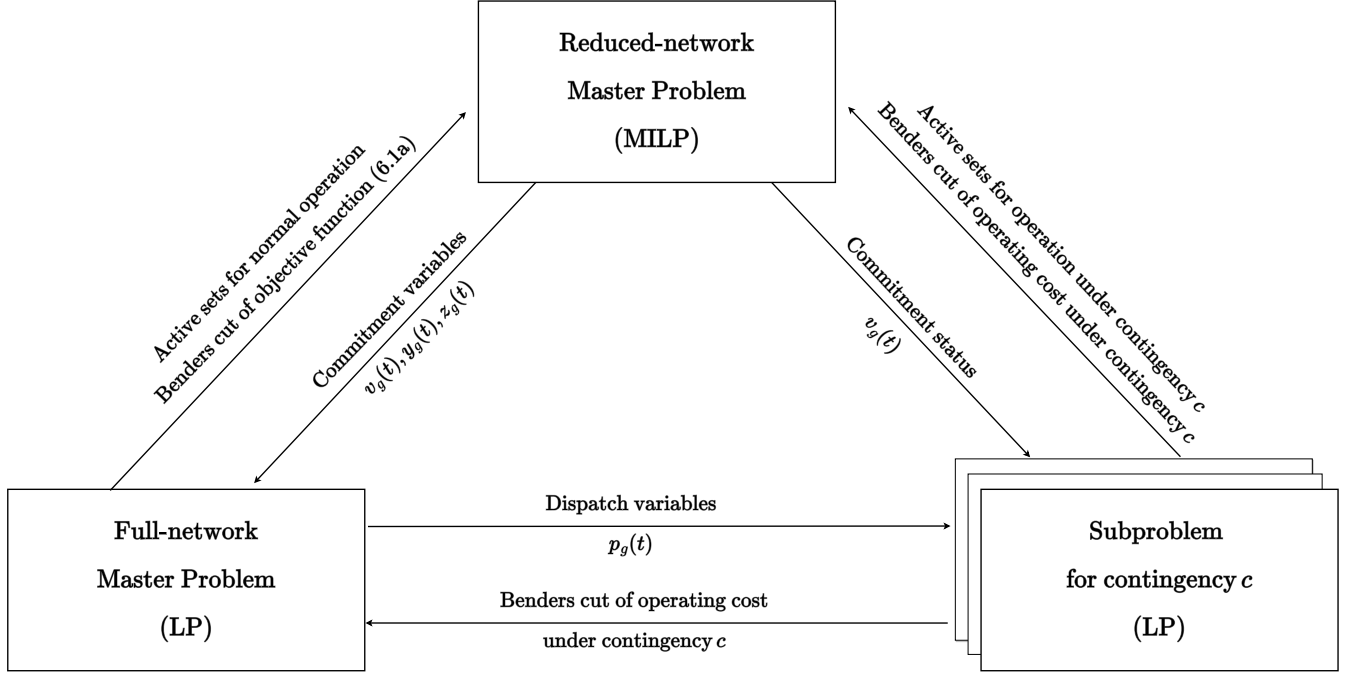 Reduced-network
Master Problem
(MILP)
Active sets for normal operation
Benders cut of objective function (6.1a)
Commitment variables
v_g(t), y_g(t), z_g(t)
Commitment status
v_g(t)
Active sets for operation under contingency c
Benders cut of operating cost under contingency c
Full-network
Master Problem
(LP)
Dispatch variables
p_g(t)
Benders cut of operating cost
under contingency c
Subproblem
for contingency c
(LP)